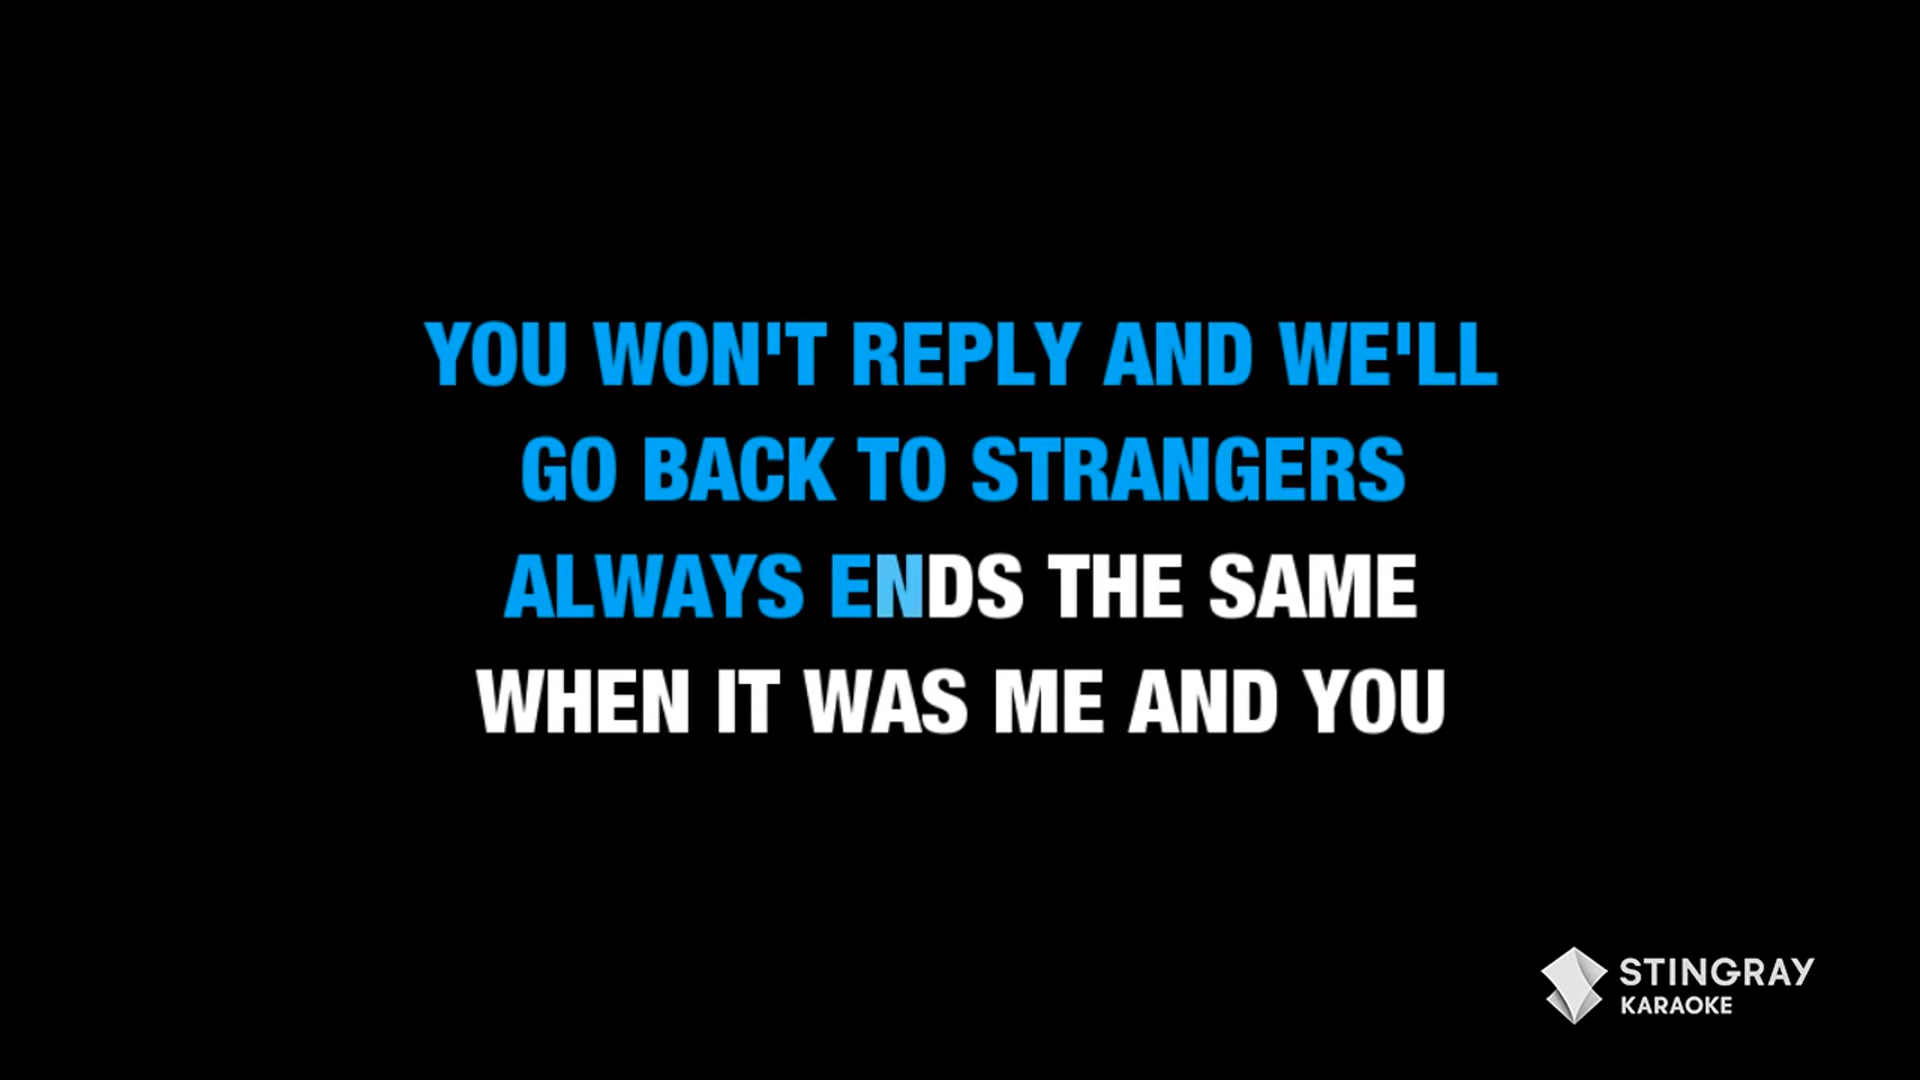 YOU WON'T REPLY AND WE'LL
GO BACK TO STRANGERS
ALWAYS ENDS THE SAME
WHEN IT WAS ME AND YOU
STINGRAY
KARAOKE